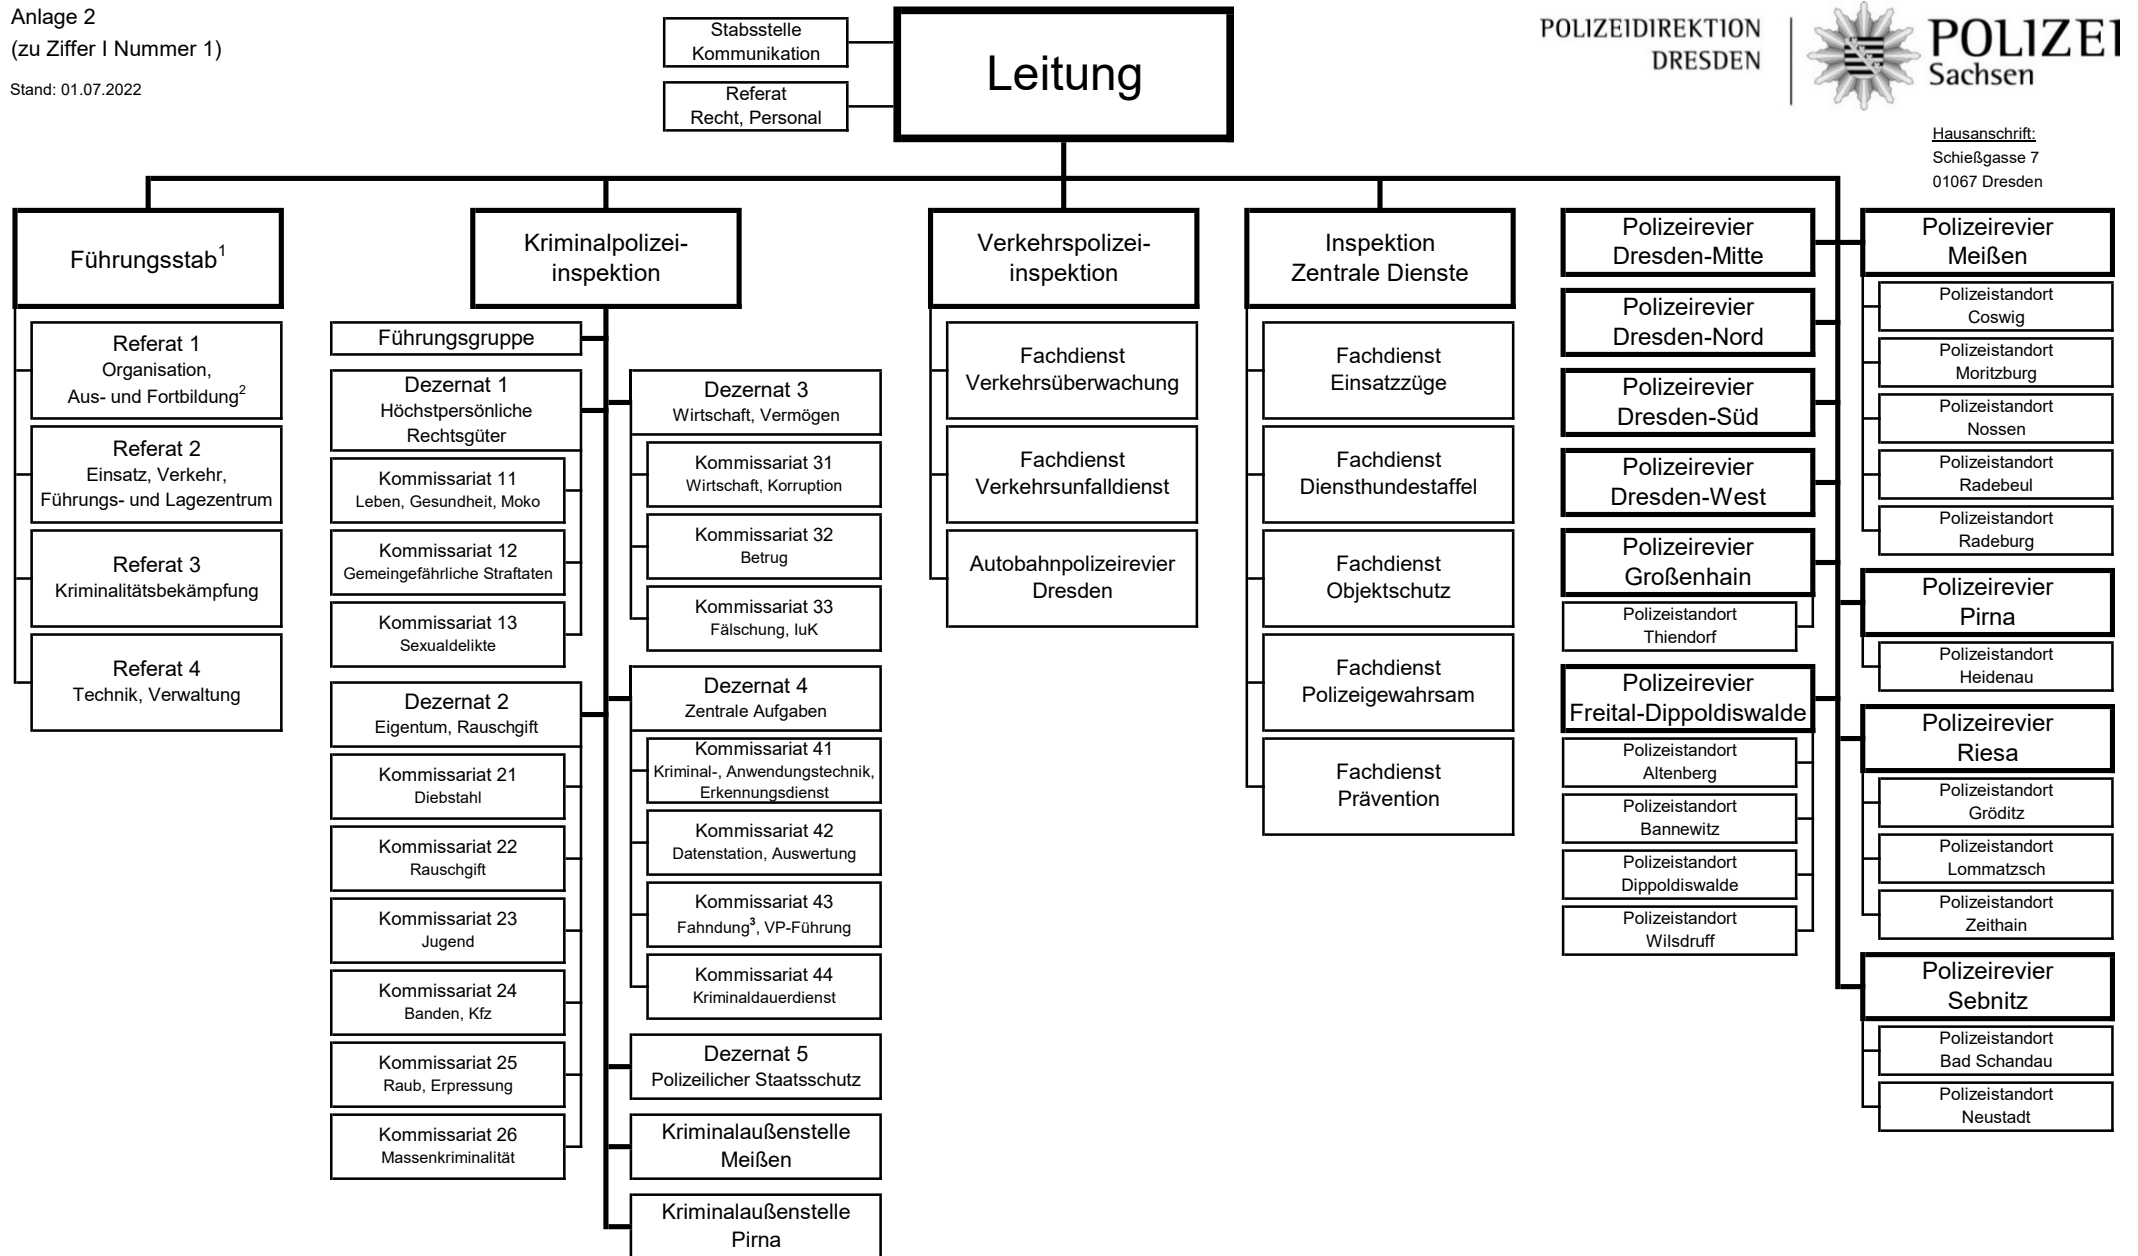 Anlage 2
(zu Ziffer I Nummer 1)
Stand: 01.07.2022
Stabsstelle
Kommunikation
Referat
Recht, Personal
Leitung
POLIZEIDIREKTION
DRESDEN
POLIZEI
Sachsen
Hausanschrift:
Schießgasse 7
01067 Dresden
Führungsstab1
Referat 1
Organisation,
Aus- und Fortbildung2
Referat 2
Einsatz, Verkehr,
Führungs- und Lagezentrum
Referat 3
Kriminalitätsbekämpfung
Referat 4
Technik, Verwaltung
Kriminalpolizei-
inspektion
Führungsgruppe
Dezernat 1
Höchstpersönliche
Rechtsgüter
Kommissariat 11
Leben, Gesundheit, Moko
Kommissariat 12
Gemeingefährliche Straftaten
Kommissariat 13
Sexualdelikte
Dezernat 2
Eigentum, Rauschgift
Kommissariat 21
Diebstahl
Kommissariat 22
Rauschgift
Kommissariat 23
Jugend
Kommissariat 24
Banden, Kfz
Kommissariat 25
Raub, Erpressung
Kommissariat 26
Massenkriminalität
Dezernat 3
Wirtschaft, Vermögen
Kommissariat 31
Wirtschaft, Korruption
Kommissariat 32
Betrug
Kommissariat 33
Fälschung, IuK
Dezernat 4
Zentrale Aufgaben
Kommissariat 41
Kriminal-, Anwendungstechnik,
Erkennungsdienst
Kommissariat 42
Datenstation, Auswertung
Kommissariat 43
Fahndung3, VP-Führung
Kommissariat 44
Kriminaldauerdienst
Dezernat 5
Polizeilicher Staatsschutz
Kriminalaußenstelle
Meißen
Kriminalaußenstelle
Pirna
Verkehrspolizei-
inspektion
Fachdienst
Verkehrsüberwachung
Fachdienst
Verkehrsunfalldienst
Autobahnpolizeirevier
Dresden
Inspektion
Zentrale Dienste
Fachdienst
Einsatzzüge
Fachdienst
Diensthundestaffel
Fachdienst
Objektschutz
Fachdienst
Polizeigewahrsam
Fachdienst
Prävention
Polizeirevier
Dresden-Mitte
Polizeirevier
Dresden-Nord
Polizeirevier
Dresden-Süd
Polizeirevier
Dresden-West
Polizeirevier
Großenhain
Polizeistandort
Thiendorf
Polizeirevier
Freital-Dippoldiswalde
Polizeistandort
Altenberg
Polizeistandort
Bannewitz
Polizeistandort
Dippoldiswalde
Polizeistandort
Wilsdruff
Polizeirevier
Meißen
Polizeistandort
Coswig
Polizeistandort
Moritzburg
Polizeistandort
Nossen
Polizeistandort
Radebeul
Polizeistandort
Radeburg
Polizeirevier
Pirna
Polizeistandort
Heidenau
Polizeirevier
Riesa
Polizeistandort
Gröditz
Polizeistandort
Lommatzsch
Polizeistandort
Zeithain
Polizeirevier
Sebnitz
Polizeistandort
Bad Schandau
Polizeistandort
Neustadt